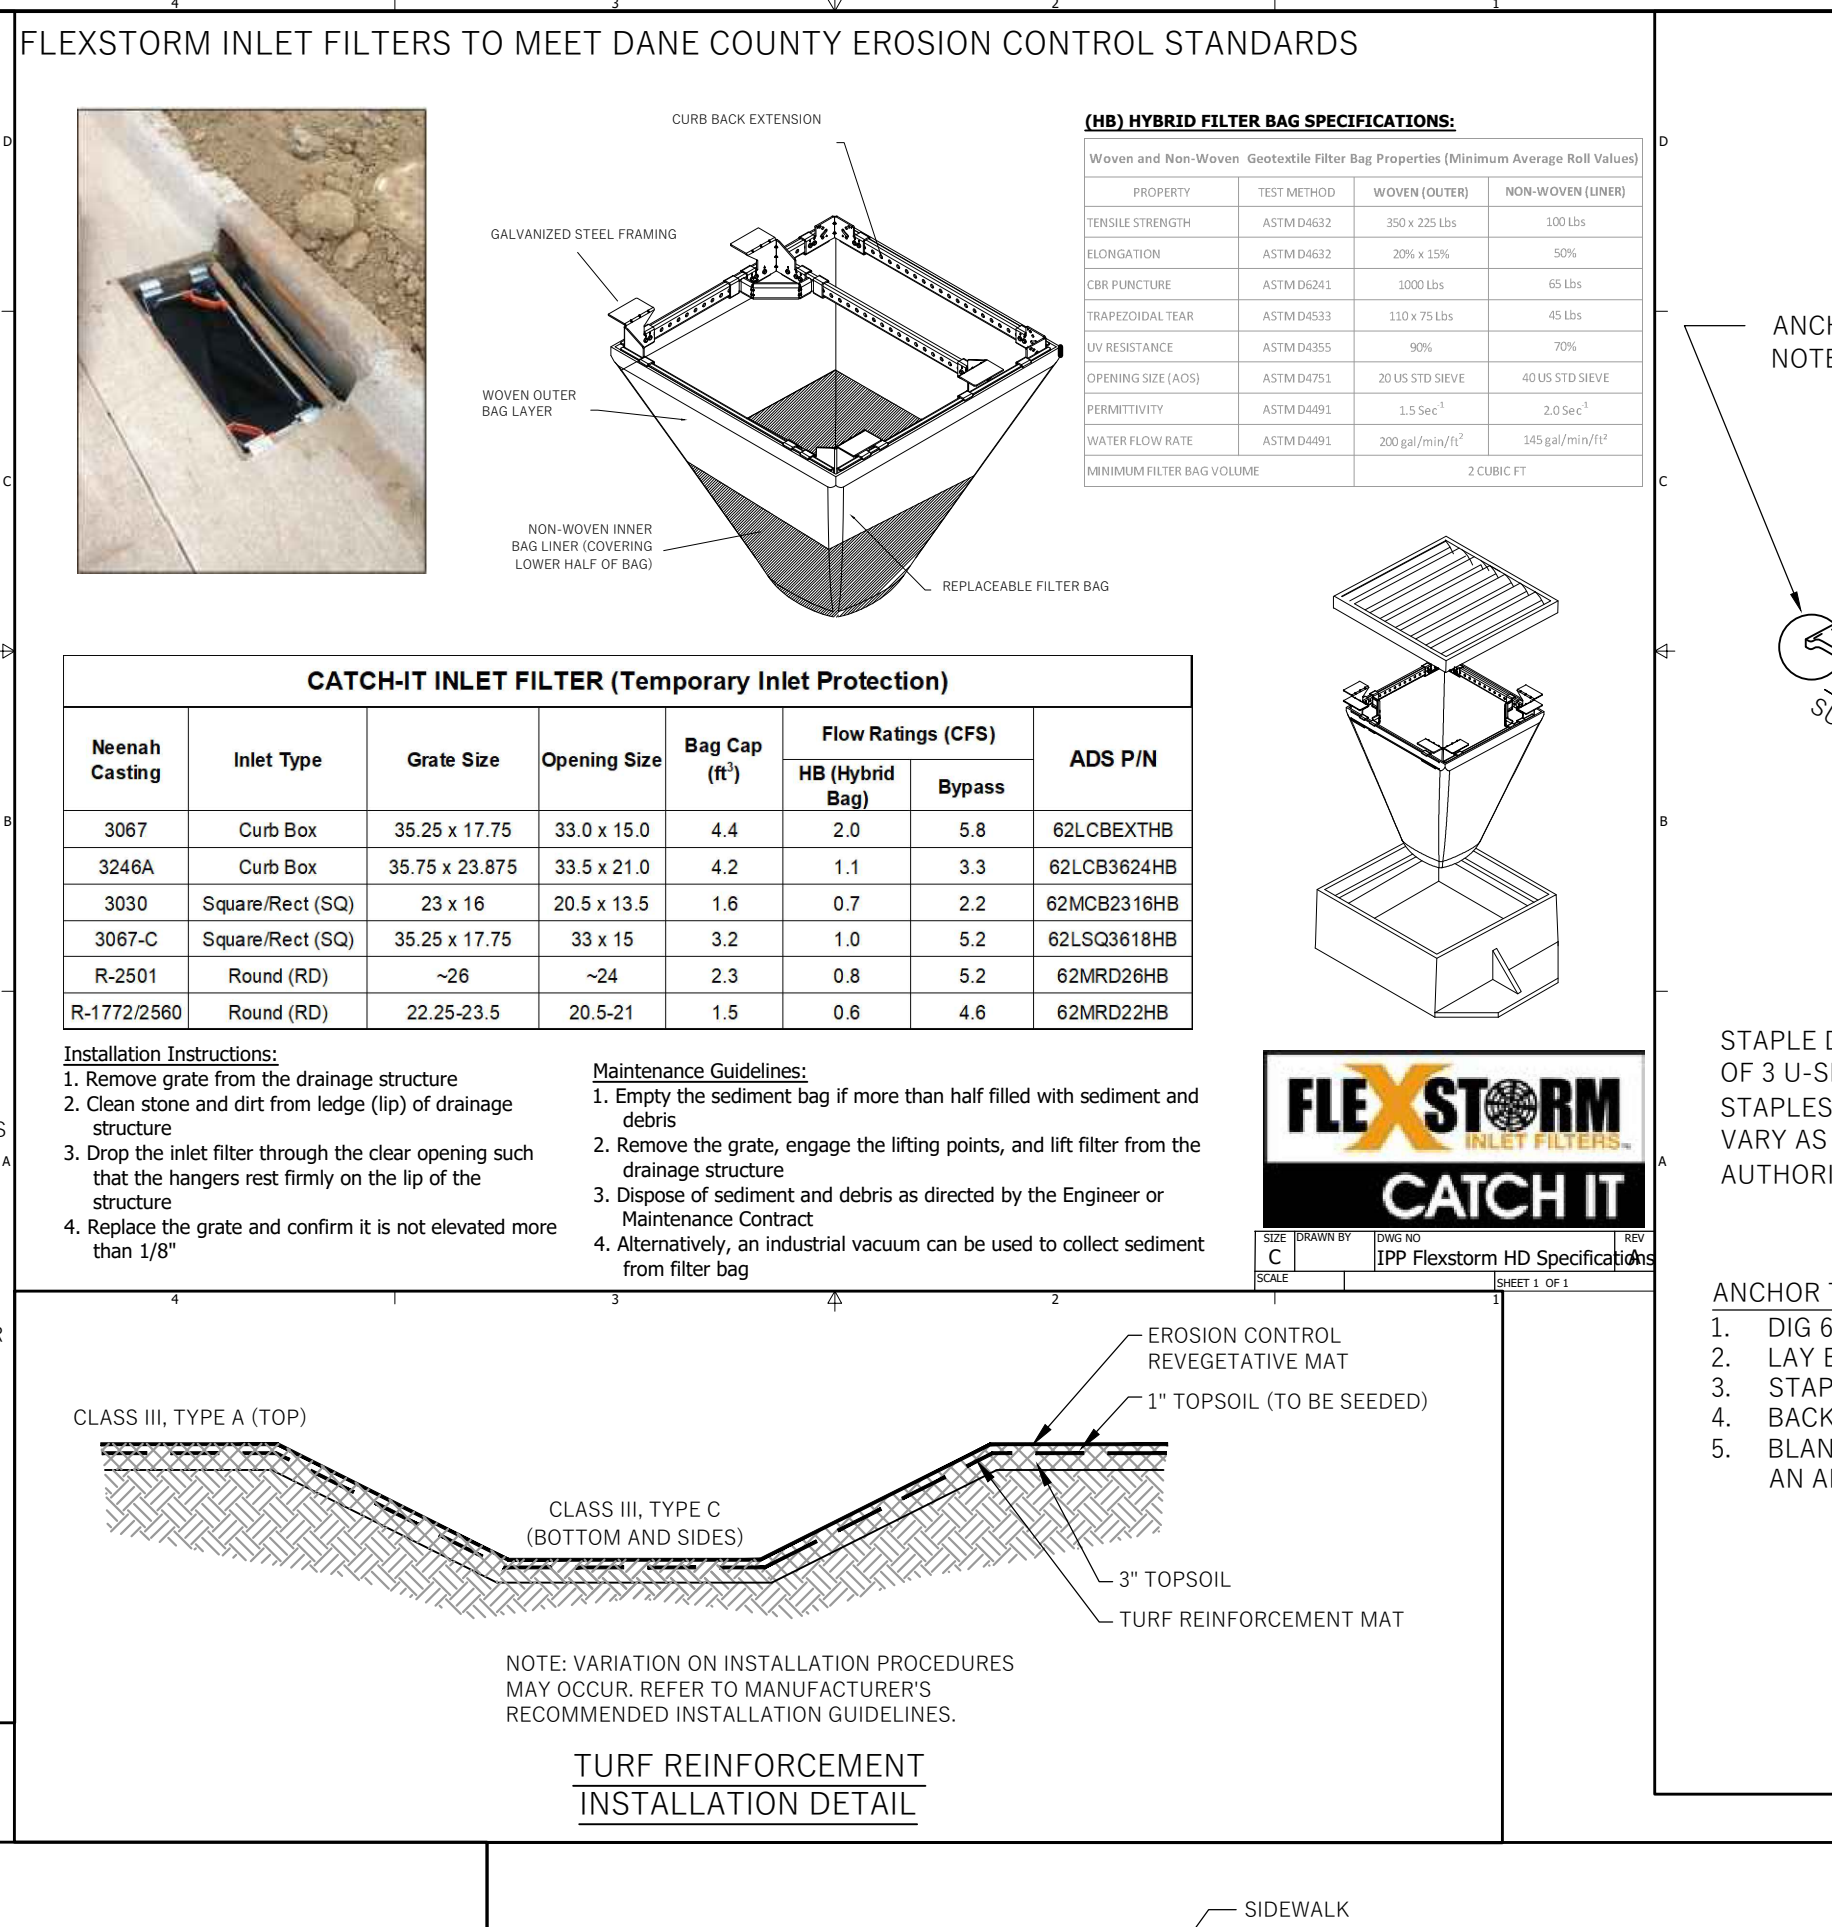 4 3 2 1
FLEXSTORM INLET FILTERS TO MEET DANE COUNTY EROSION CONTROL STANDARDS
D
D
CURB BACK EXTENSION
GALVANIZED STEEL FRAMING
WOVEN OUTER
BAG LAYER
NON-WOVEN INNER
BAG LINER (COVERING
LOWER HALF OF BAG)
REPLACEABLE FILTER BAG
(HB) HYBRID FILTER BAG SPECIFICATIONS:
Woven and Non-Woven Geotextile Filter Bag Properties (Minimum Average Roll Values)
PROPERTY TEST METHOD WOVEN (OUTER) NON-WOVEN (LINER)
TENSILE STRENGTH ASTM D4632 350 x 225 Lbs 100 Lbs
ELONGATION ASTM D4632 20% x 15% 50%
CBR PUNCTURE ASTM D6241 1000 Lbs 65 Lbs
TRAPEZOIDAL TEAR ASTM D4533 110 x 75 Lbs 45 Lbs
UV RESISTANCE ASTM D4355 90% 70%
OPENING SIZE (AOS) ASTM D4751 20 US STD SIEVE 40 US STD SIEVE
PERMITTIVITY ASTM D4491 1.5 Sec⁻¹ 2.0 Sec⁻¹
WATER FLOW RATE ASTM D4491 200 gal/min/ft² 145 gal/min/ft²
MINIMUM FILTER BAG VOLUME 2 CUBIC FT
C
C
CATCH-IT INLET FILTER (Temporary Inlet Protection)
Neenah Casting Inlet Type Grate Size Opening Size Bag Cap (ft³) Flow Ratings (CFS) ADS P/N
HB (Hybrid Bag) Bypass
3067 Curb Box 35.25 x 17.75 33.0 x 15.0 4.4 2.0 5.8 62LCBEXTHB
3246A Curb Box 35.75 x 23.875 33.5 x 21.0 4.2 1.1 3.3 62LCB3624HB
3030 Square/Rect (SQ) 23 x 16 20.5 x 13.5 1.6 0.7 2.2 62MCB2316HB
3067-C Square/Rect (SQ) 35.25 x 17.75 33 x 15 3.2 1.0 5.2 62LSQ3618HB
R-2501 Round (RD) ~26 ~24 2.3 0.8 5.2 62MRD26HB
R-1772/2560 Round (RD) 22.25-23.5 20.5-21 1.5 0.6 4.6 62MRD22HB
B
B
Installation Instructions:
1. Remove grate from the drainage structure
2. Clean stone and dirt from ledge (lip) of drainage
structure
3. Drop the inlet filter through the clear opening such
that the hangers rest firmly on the lip of the
structure
4. Replace the grate and confirm it is not elevated more
than 1/8"
Maintenance Guidelines:
1. Empty the sediment bag if more than half filled with sediment and
debris
2. Remove the grate, engage the lifting points, and lift filter from the
drainage structure
3. Dispose of sediment and debris as directed by the Engineer or
Maintenance Contract
4. Alternatively, an industrial vacuum can be used to collect sediment
from filter bag
FLEXSTORM
INLET FILTERS
CATCH IT
SIZE DRAWN BY DWG NO REV
C IPP Flexstorm HD Specifications A
SCALE SHEET 1 OF 1
S
A
A
R
4 3 2 1
EROSION CONTROL
REVEGETATIVE MAT
1" TOPSOIL (TO BE SEEDED)
CLASS III, TYPE A (TOP)
CLASS III, TYPE C
(BOTTOM AND SIDES)
3" TOPSOIL
TURF REINFORCEMENT MAT
NOTE: VARIATION ON INSTALLATION PROCEDURES
MAY OCCUR. REFER TO MANUFACTURER'S
RECOMMENDED INSTALLATION GUIDELINES.
TURF REINFORCEMENT
INSTALLATION DETAIL
SIDEWALK
ANCH
NOTE
SU
STAPLE D
OF 3 U-S
STAPLES
VARY AS
AUTHORI
ANCHOR T
1. DIG 6
2. LAY B
3. STAP
4. BACK
5. BLAN
AN A